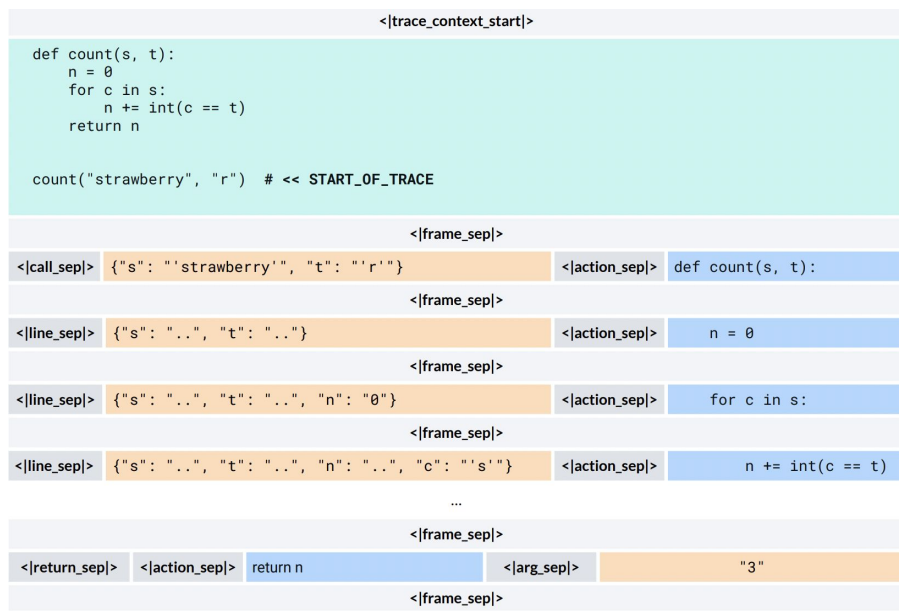 <|trace_context_start|>
def count(s, t):
    n = 0
    for c in s:
        n += int(c == t)
    return n
count("strawberry", "r")  # << START_OF_TRACE
<|frame_sep|>
<|call_sep|> {"s": "'strawberry'", "t": "'r'"} <|action_sep|> def count(s, t):
<|frame_sep|>
<|line_sep|> {"s": "..", "t": ".."} <|action_sep|>     n = 0
<|frame_sep|>
<|line_sep|> {"s": "..", "t": "..", "n": "0"} <|action_sep|>     for c in s:
<|frame_sep|>
<|line_sep|> {"s": "..", "t": "..", "n": "..", "c": "'s'"} <|action_sep|>         n += int(c == t)
...
<|frame_sep|>
<|return_sep|> <|action_sep|> return n <|arg_sep|> "3"
<|frame_sep|>